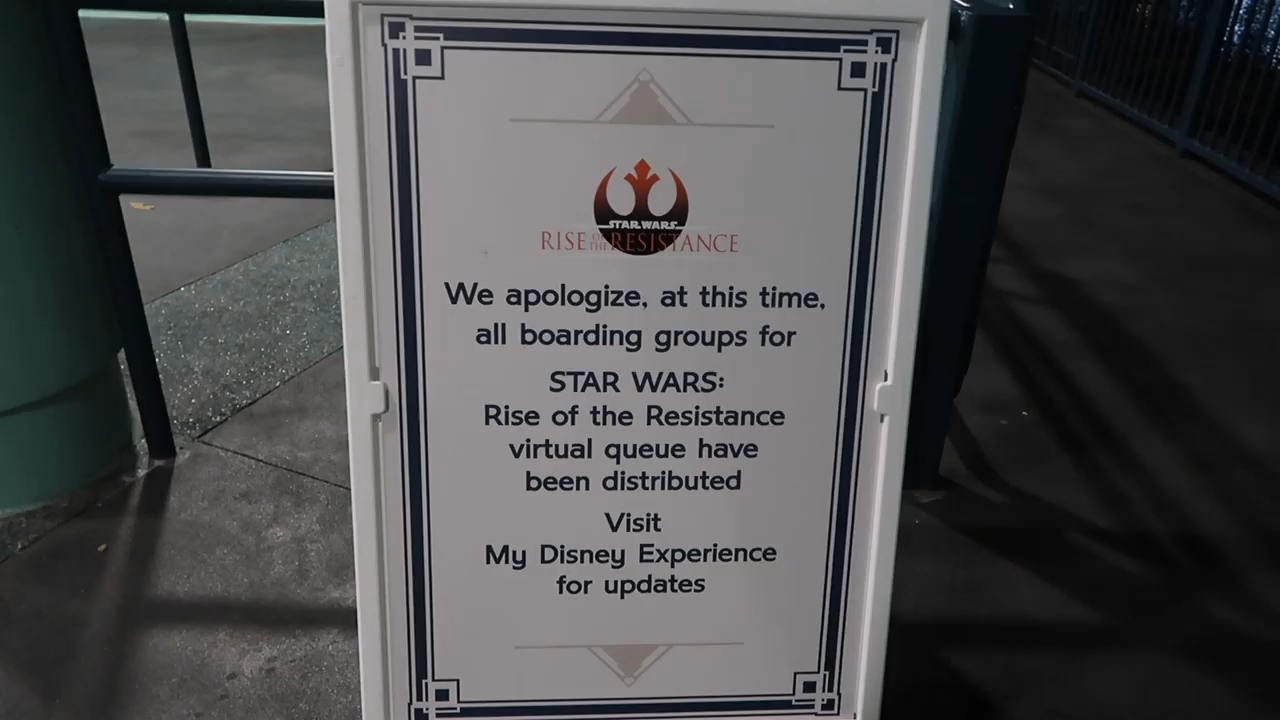 STAR WARS
RISE OF THE RESISTANCE
We apologize, at this time,
all boarding groups for
STAR WARS:
Rise of the Resistance
virtual queue have
been distributed
Visit
My Disney Experience
for updates